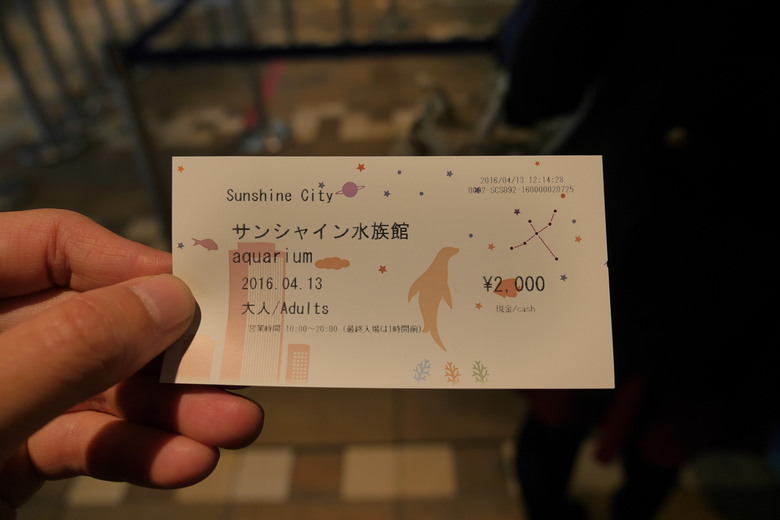 2016/04/13 12:14:28
0092-SCS092-160000020725
Sunshine City
サンシャイン水族館
aquarium
2016.04.13
¥2,000
大人/Adults
現金/cash
営業時間 10:00～20:00 (最終入場は1時間前)